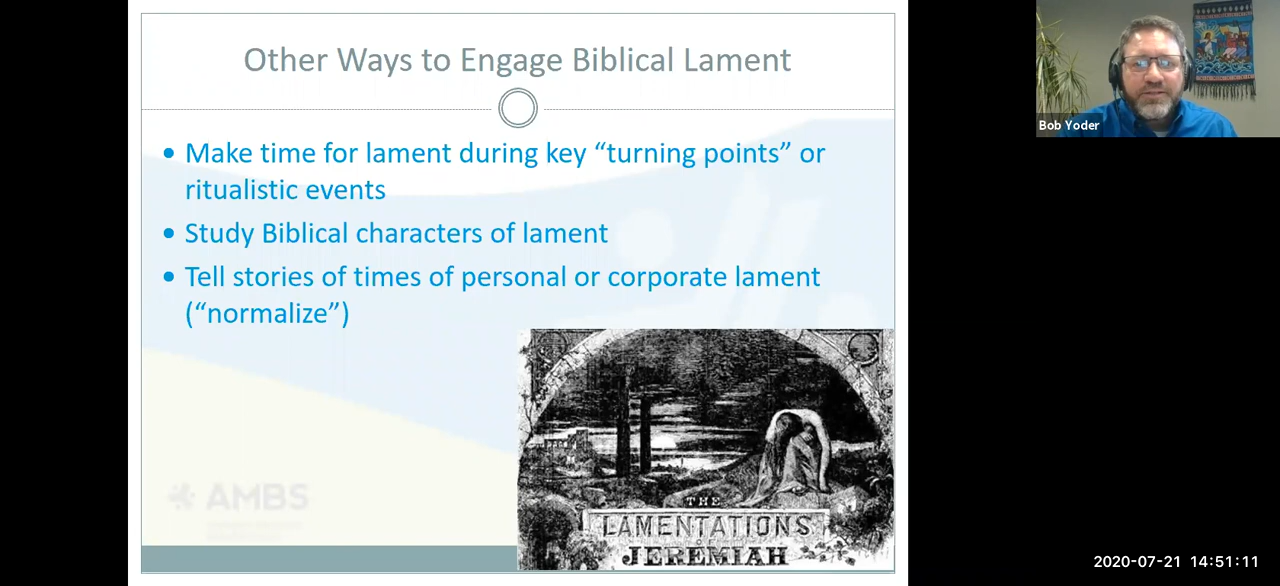 Other Ways to Engage Biblical Lament
• Make time for lament during key “turning points” or
ritualistic events
• Study Biblical characters of lament
• Tell stories of times of personal or corporate lament
(“normalize”)
THE
LAMENTATIONS
OF
JEREMIAH
AMBS
Bob Yoder
2020-07-21 14:51:11